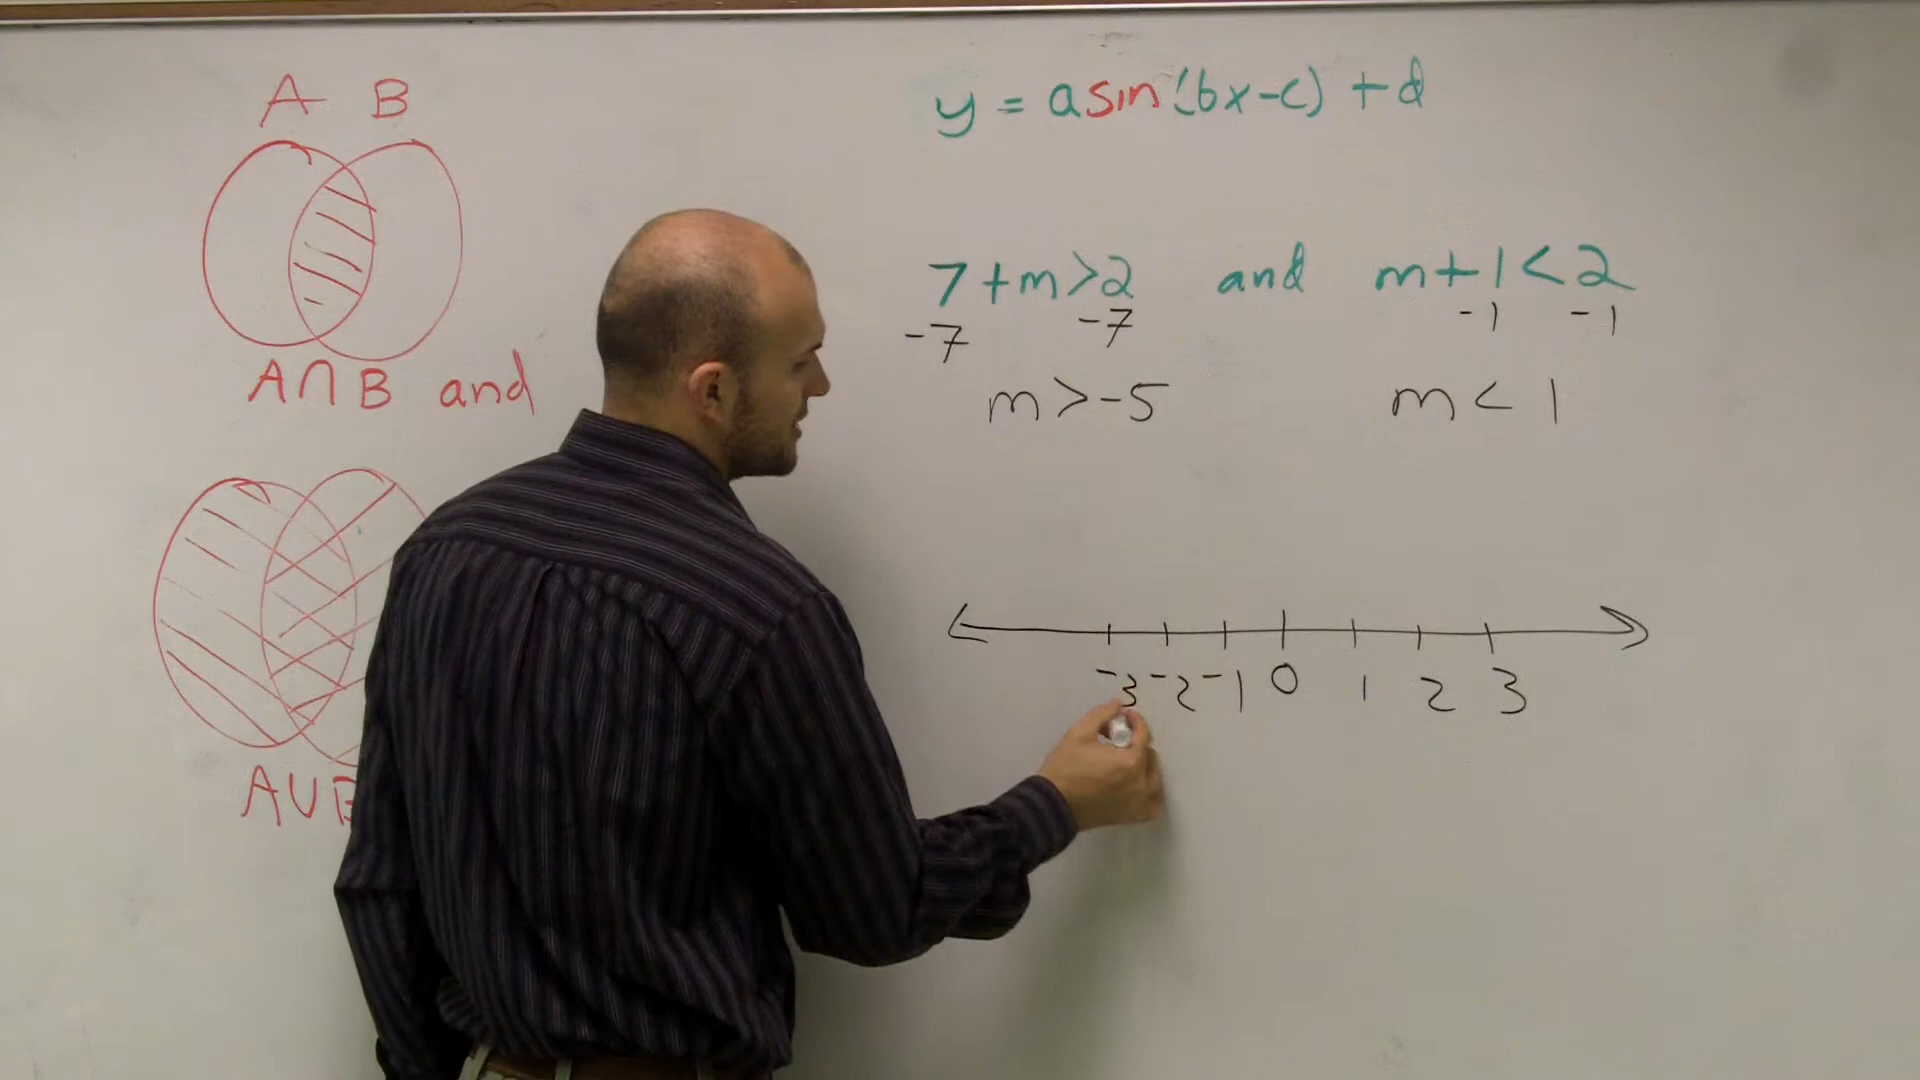 A B
A∩B and
A∪B
y = a sin(bx-c) + d
7+m>2 and m+1<2
-7 -7 -1 -1
m>-5 m<1
-3 -2 -1 0 1 2 3